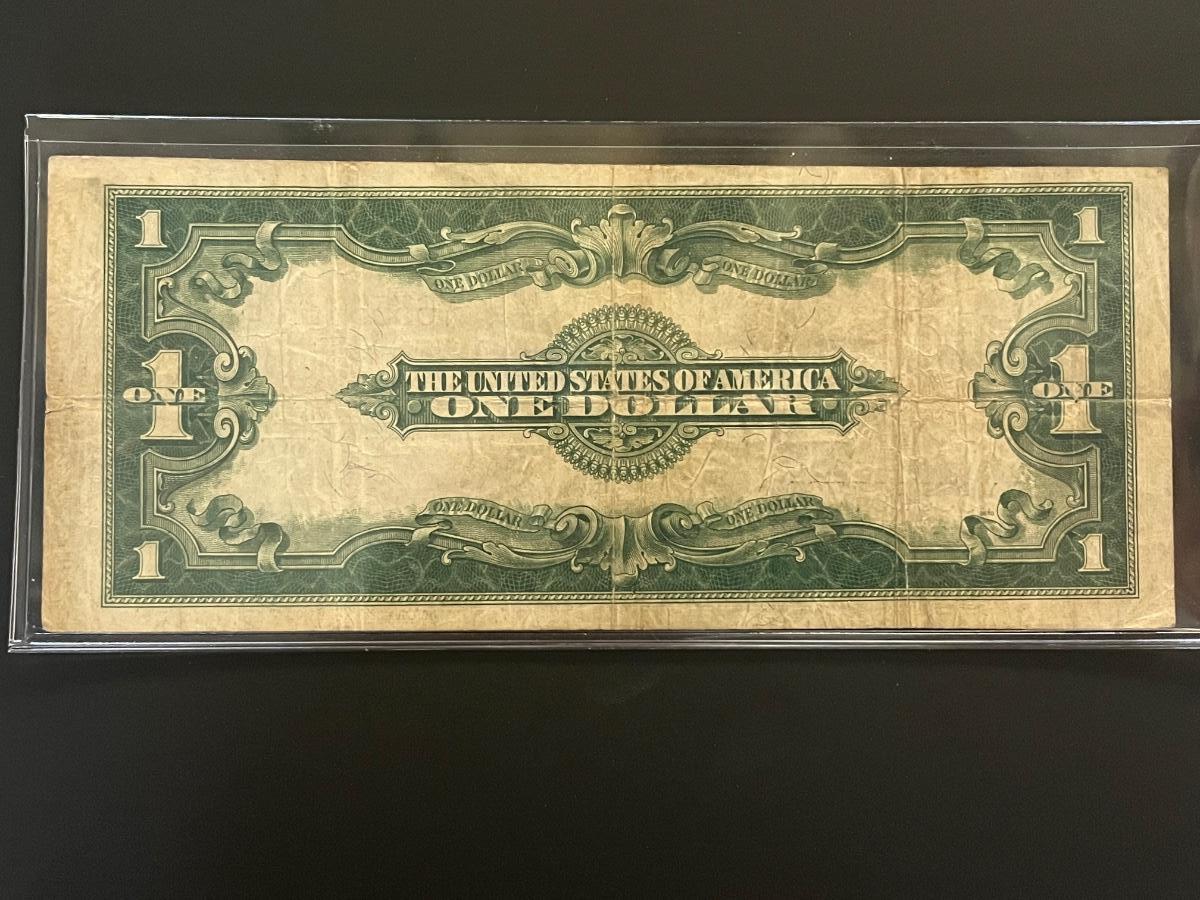 1 1
ONE DOLLAR ONE DOLLAR
1 ONE THE UNITED STATES OF AMERICA 1 ONE
ONE DOLLAR
ONE DOLLAR ONE DOLLAR
1 1